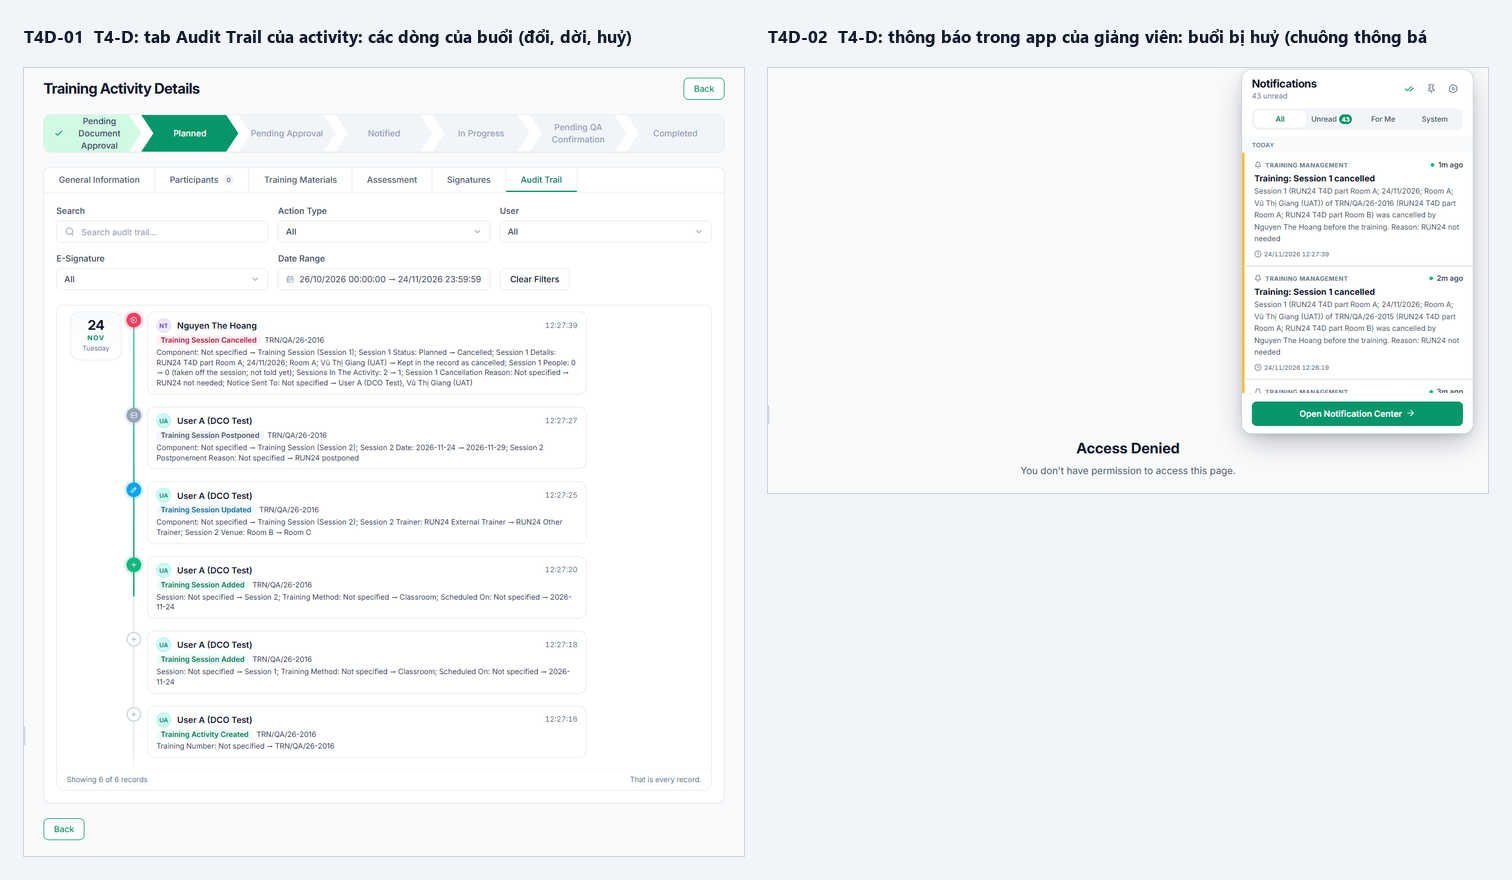 T4D-01 T4-D: tab Audit Trail của activity: các dòng của buổi (đổi, dời, huỷ)
Training Activity Details
Back
Pending
Document
Approval
Planned
Pending Approval
Notified
In Progress
Pending QA
Confirmation
Completed
General Information
Participants 0
Training Materials
Assessment
Signatures
Audit Trail
Search
Action Type
User
Search audit trail...
All
All
E-Signature
Date Range
All
26/10/2026 00:00:00 → 24/11/2026 23:59:59
Clear Filters
24
NOV
Tuesday
NT Nguyen The Hoang 12:27:39
Training Session Cancelled TRN/QA/26-2016
Component: Not specified → Training Session (Session 1); Session 1 Status: Planned → Cancelled; Session 1 Details:
RUN24 T4D part Room A; 24/11/2026; Room A; Vũ Thị Giang (UAT) → Kept in the record as cancelled; Session 1 People: 0
→ 0 (taken off the session; not told yet); Sessions In The Activity: 2 → 1; Session 1 Cancellation Reason: Not specified →
RUN24 not needed; Notice Sent To: Not specified → User A (DCO Test), Vũ Thị Giang (UAT)
UA User A (DCO Test) 12:27:27
Training Session Postponed TRN/QA/26-2016
Component: Not specified → Training Session (Session 2); Session 2 Date: 2026-11-24 → 2026-11-29; Session 2
Postponement Reason: Not specified → RUN24 postponed
UA User A (DCO Test) 12:27:25
Training Session Updated TRN/QA/26-2016
Component: Not specified → Training Session (Session 2); Session 2 Trainer: RUN24 External Trainer → RUN24 Other
Trainer; Session 2 Venue: Room B → Room C
UA User A (DCO Test) 12:27:20
Training Session Added TRN/QA/26-2016
Session: Not specified → Session 2; Training Method: Not specified → Classroom; Scheduled On: Not specified → 2026-
11-24
UA User A (DCO Test) 12:27:18
Training Session Added TRN/QA/26-2016
Session: Not specified → Session 1; Training Method: Not specified → Classroom; Scheduled On: Not specified → 2026-
11-24
UA User A (DCO Test) 12:27:16
Training Activity Created TRN/QA/26-2016
Training Number: Not specified → TRN/QA/26-2016
Showing 6 of 6 records
That is every record.
Back
T4D-02 T4-D: thông báo trong app của giảng viên: buổi bị huỷ (chuông thông bá
Notifications
43 unread
All
Unread 43
For Me
System
TODAY
TRAINING MANAGEMENT 1m ago
Training: Session 1 cancelled
Session 1 (RUN24 T4D part Room A; 24/11/2026; Room A;
Vũ Thị Giang (UAT)) of TRN/QA/26-2016 (RUN24 T4D part
Room A; RUN24 T4D part Room B) was cancelled by
Nguyen The Hoang before the training. Reason: RUN24 not
needed
24/11/2026 12:27:39
TRAINING MANAGEMENT 2m ago
Training: Session 1 cancelled
Session 1 (RUN24 T4D part Room A; 24/11/2026; Room A;
Vũ Thị Giang (UAT)) of TRN/QA/26-2015 (RUN24 T4D part
Room A; RUN24 T4D part Room B) was cancelled by
Nguyen The Hoang before the training. Reason: RUN24 not
needed
24/11/2026 12:26:19
TRAINING MANAGEMENT 3m ago
Open Notification Center →
Access Denied
You don't have permission to access this page.